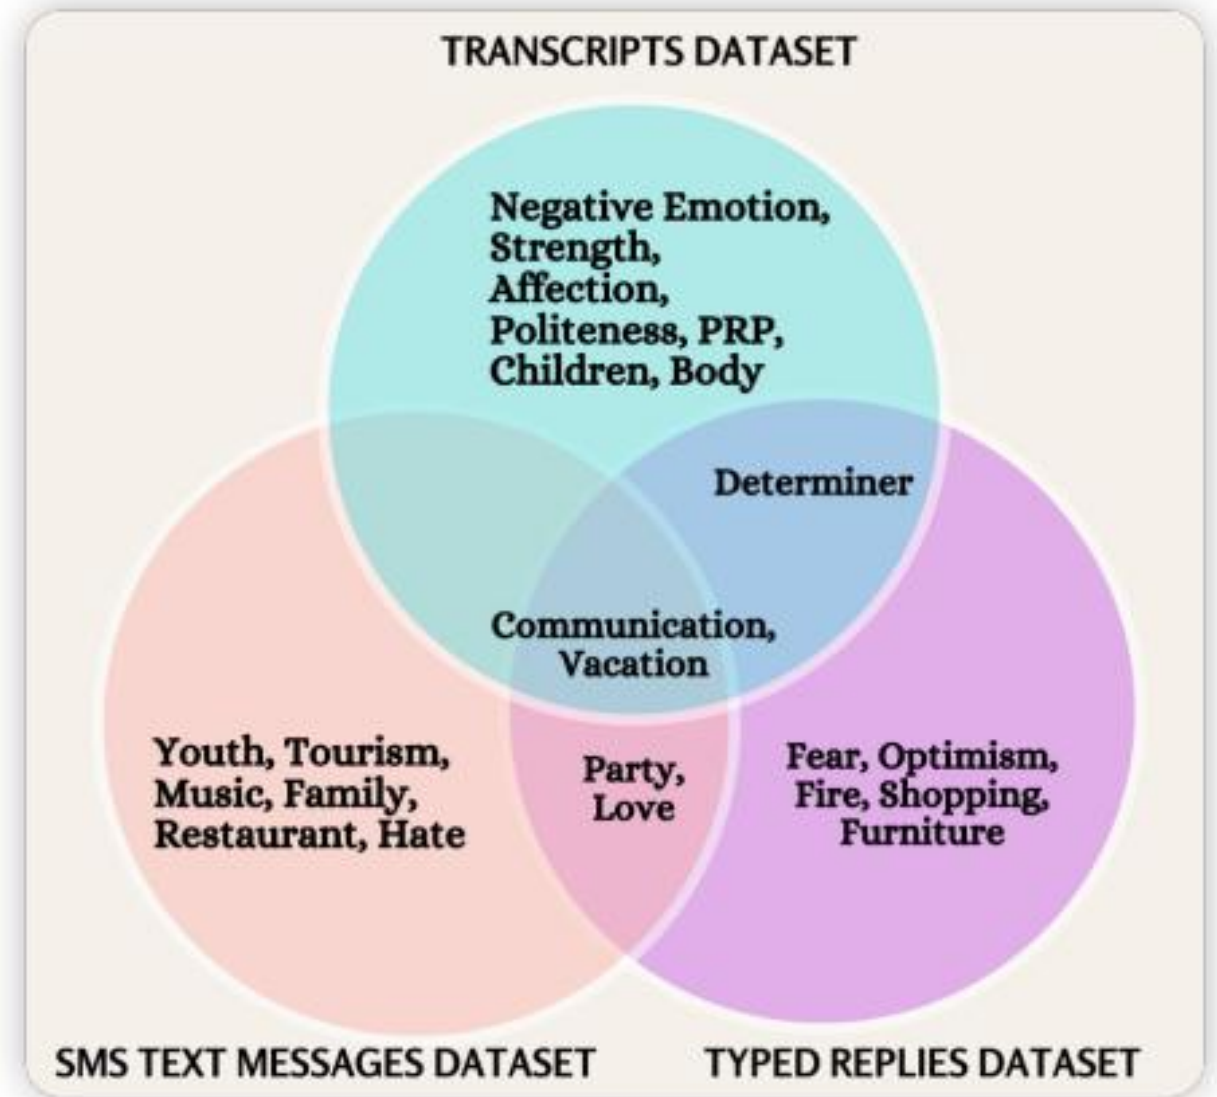 TRANSCRIPTS DATASET
Negative Emotion,
Strength,
Affection,
Politeness, PRP,
Children, Body
Determiner
Communication,
Vacation
Youth, Tourism,
Music, Family,
Restaurant, Hate
Party,
Love
Fear, Optimism,
Fire, Shopping,
Furniture
SMS TEXT MESSAGES DATASET
TYPED REPLIES DATASET